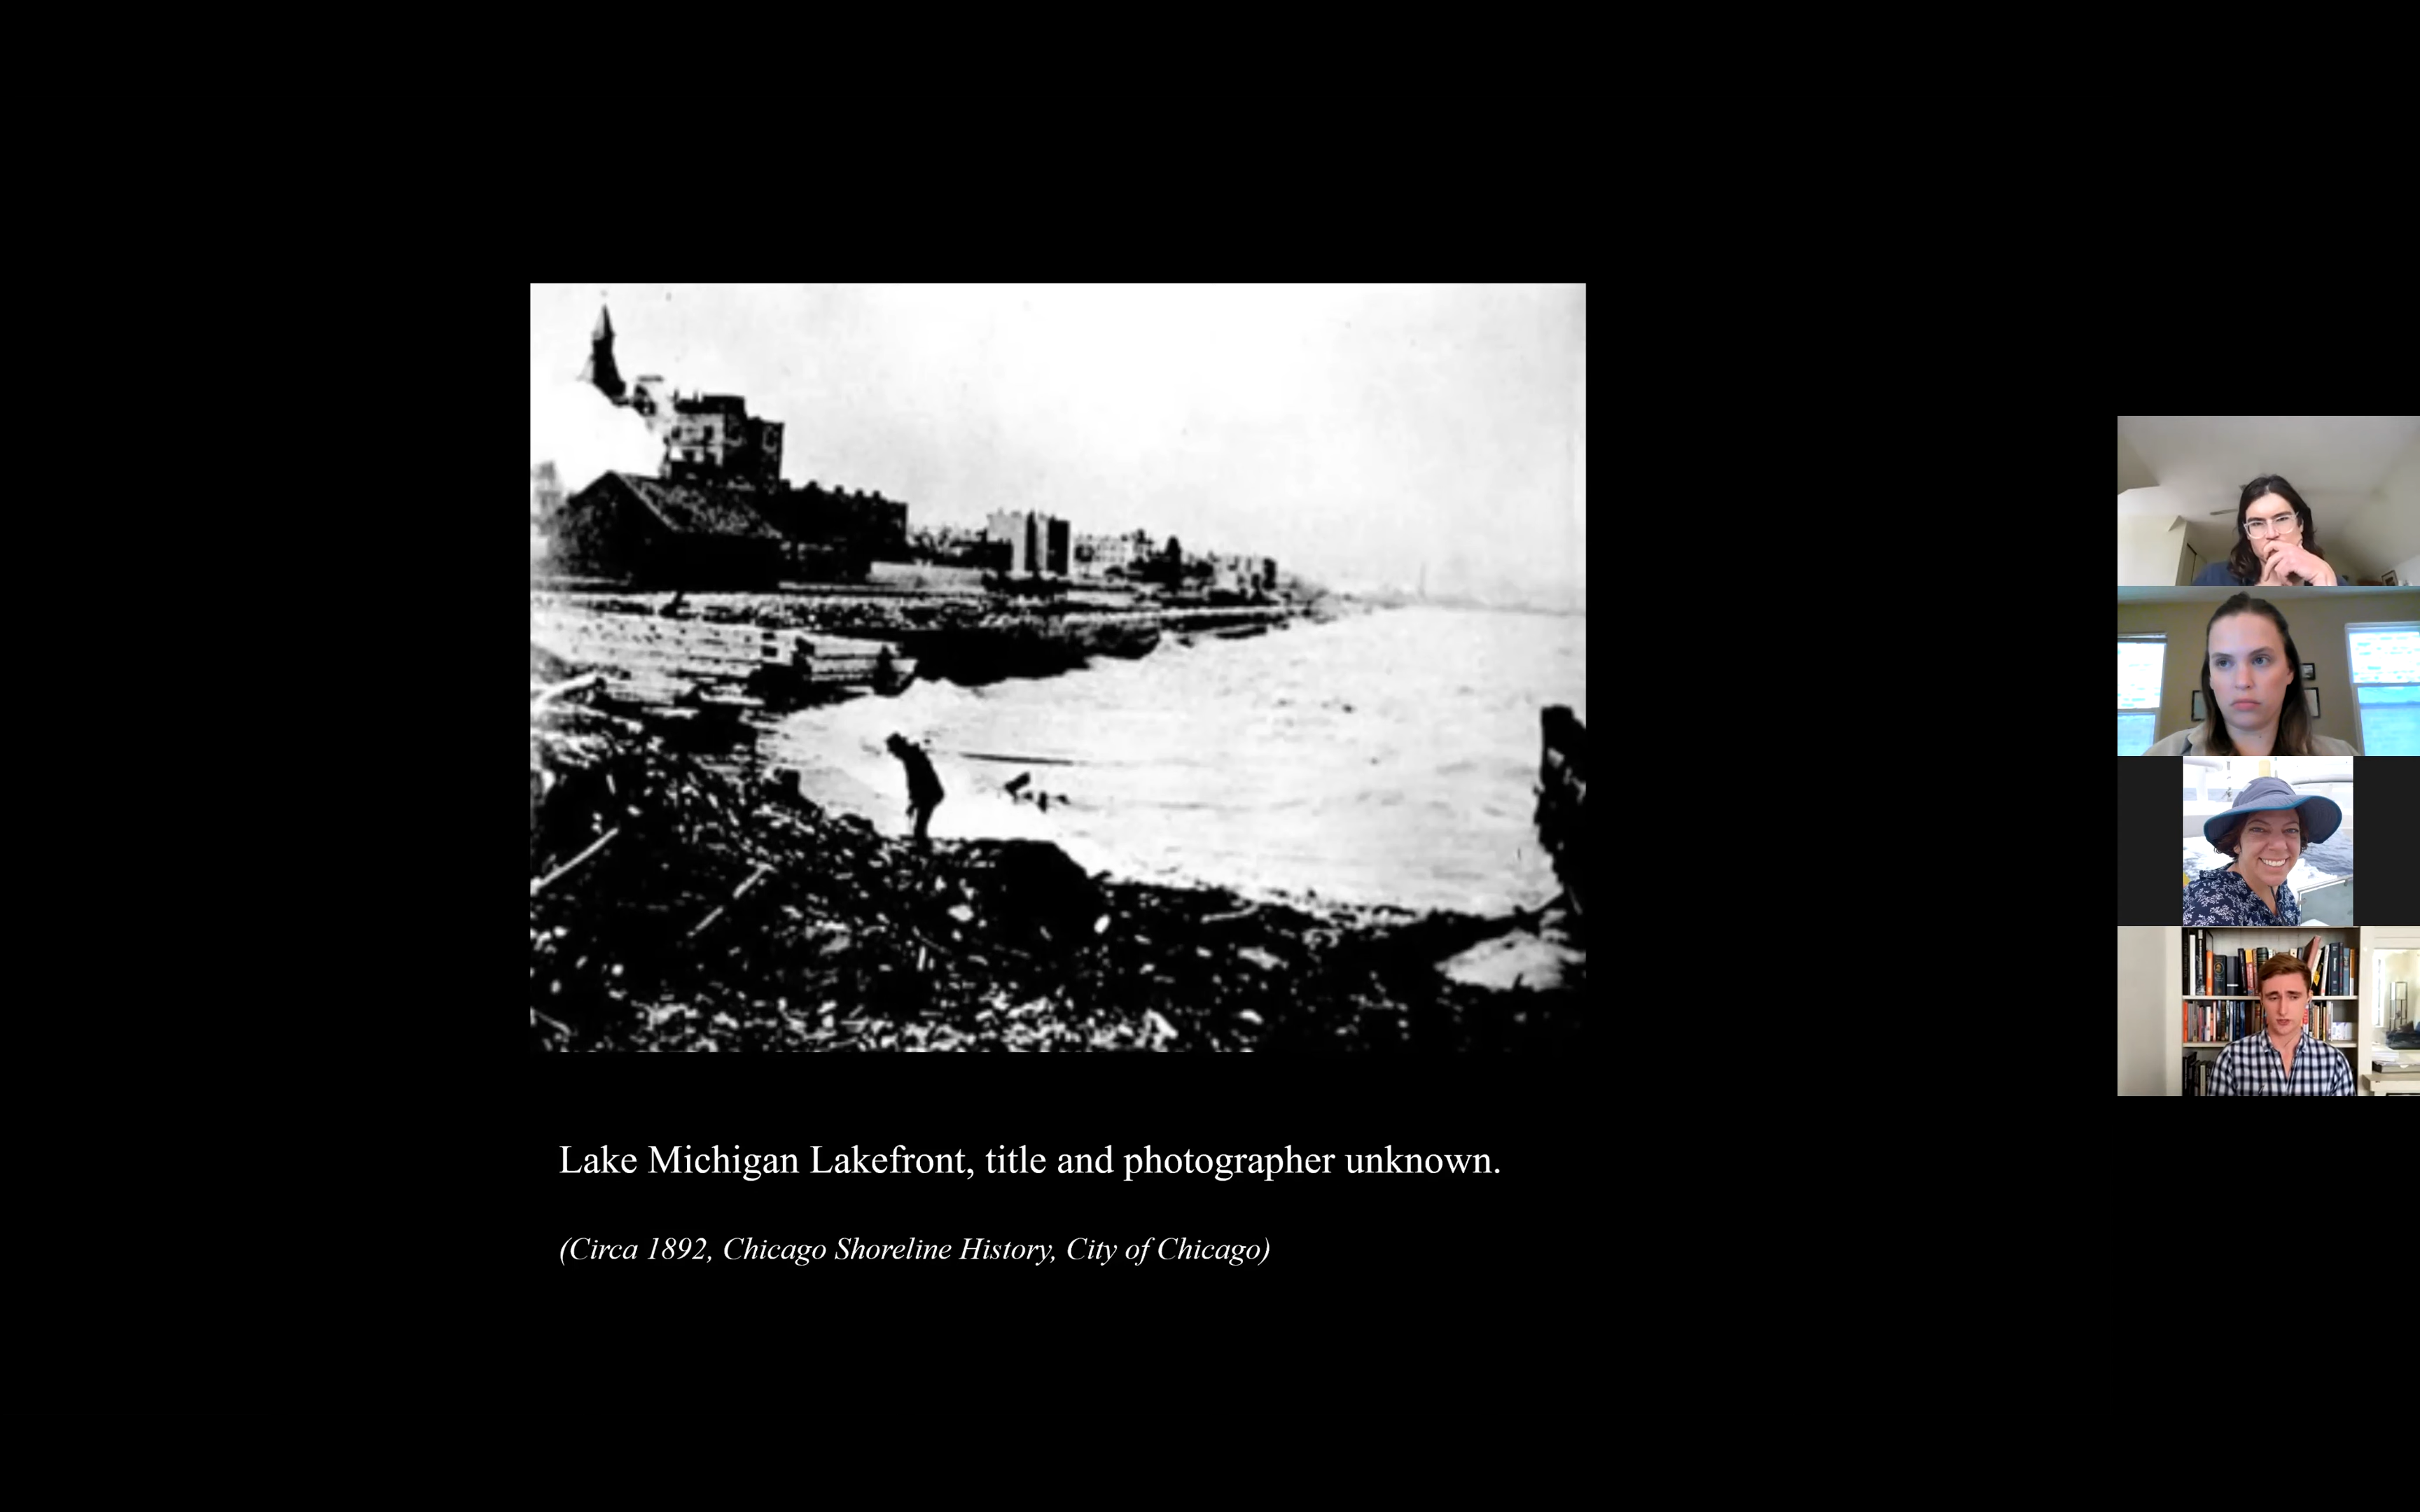 Lake Michigan Lakefront, title and photographer unknown.
(Circa 1892, Chicago Shoreline History, City of Chicago)